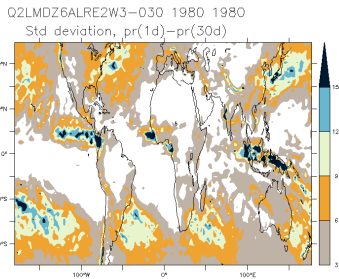 Q2LMDZ6ALRE2W3-030 1980 1980
Std deviation, pr(1d)-pr(30d)
°N
°N
0°
°S
°S
100°W 0° 100°E
15
12
9
6
3